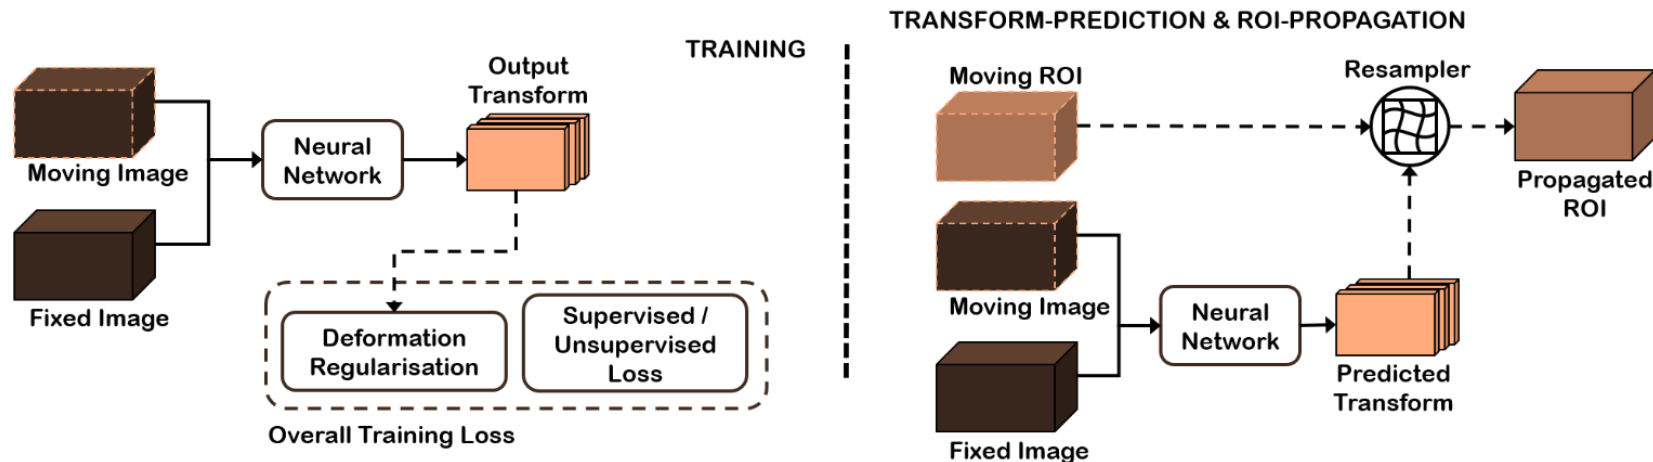 TRAINING
Moving Image
Fixed Image
Neural
Network
Output
Transform
Deformation
Regularisation
Supervised /
Unsupervised
Loss
Overall Training Loss
TRANSFORM-PREDICTION & ROI-PROPAGATION
Moving ROI
Resampler
Propagated
ROI
Moving Image
Fixed Image
Neural
Network
Predicted
Transform